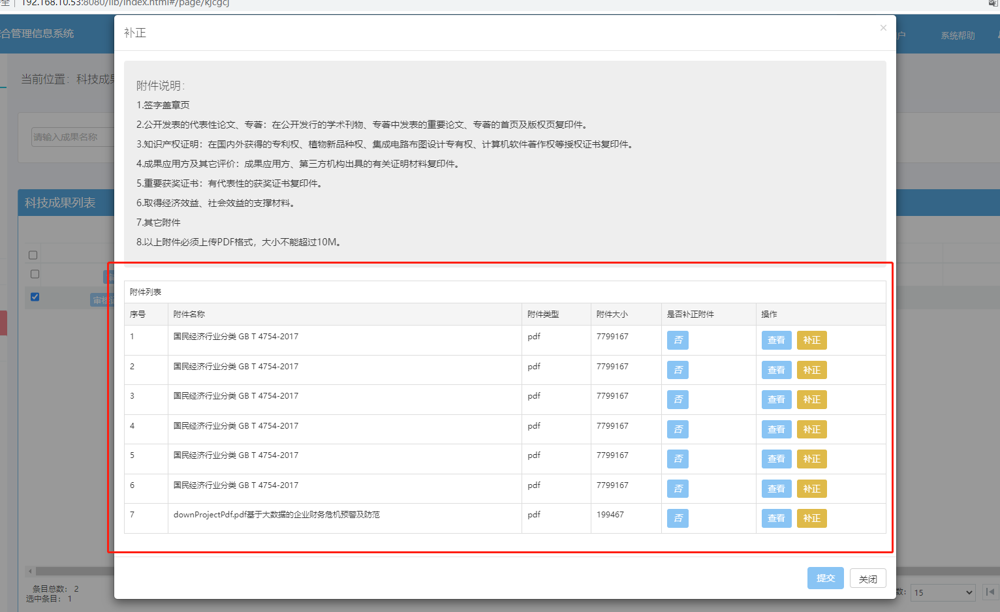 全 | 192.168.10.53:8080/lib/index.html#/page/kjcgcj
合管理信息系统
户
系统帮助
补正
×
当前位置：科技成果
请输入成果名称
附件说明：
1.签字盖章页
2.公开发表的代表性论文、专著：在公开发行的学术刊物、专著中发表的重要论文、专著的首页及版权页复印件。
3.知识产权证明：在国内外获得的专利权、植物新品种权、集成电路布图设计专有权、计算机软件著作权等授权证书复印件。
4.成果应用方及其它评价：成果应用方、第三方机构出具的有关证明材料复印件。
5.重要获奖证书：有代表性的获奖证书复印件。
6.取得经济效益、社会效益的支撑材料。
7.其它附件
8.以上附件必须上传PDF格式，大小不能超过10M。
科技成果列表
审核
附件列表
序号 附件名称 附件类型 附件大小 是否补正附件 操作
1 国民经济行业分类 GB T 4754-2017 pdf 7799167 否 查看 补正
2 国民经济行业分类 GB T 4754-2017 pdf 7799167 否 查看 补正
3 国民经济行业分类 GB T 4754-2017 pdf 7799167 否 查看 补正
4 国民经济行业分类 GB T 4754-2017 pdf 7799167 否 查看 补正
5 国民经济行业分类 GB T 4754-2017 pdf 7799167 否 查看 补正
6 国民经济行业分类 GB T 4754-2017 pdf 7799167 否 查看 补正
7 downProjectPdf.pdf基于大数据的企业财务危机预警及防范 pdf 199467 否 查看 补正
提交 关闭
条目总数： 2
选中条目： 1
数： 15